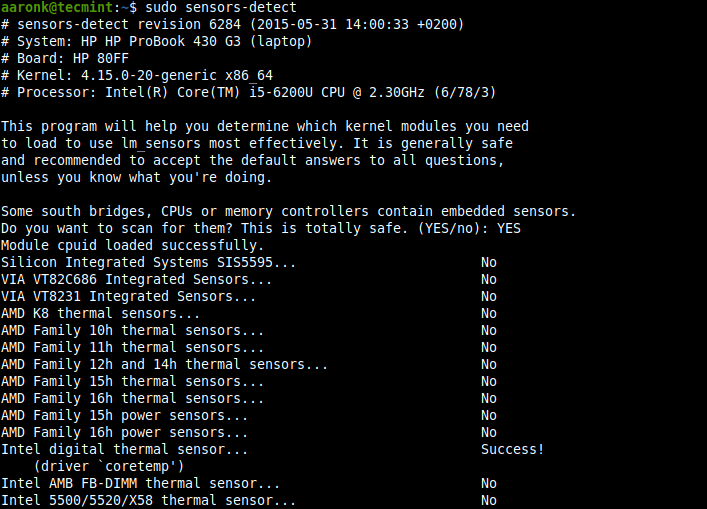 aaronk@tecmint:~$ sudo sensors-detect
# sensors-detect revision 6284 (2015-05-31 14:00:33 +0200)
# System: HP HP ProBook 430 G3 (laptop)
# Board: HP 80FF
# Kernel: 4.15.0-20-generic x86_64
# Processor: Intel(R) Core(TM) i5-6200U CPU @ 2.30GHz (6/78/3)

This program will help you determine which kernel modules you need
to load to use lm_sensors most effectively. It is generally safe
and recommended to accept the default answers to all questions,
unless you know what you're doing.

Some south bridges, CPUs or memory controllers contain embedded sensors.
Do you want to scan for them? This is totally safe. (YES/no): YES
Module cpuid loaded successfully.
Silicon Integrated Systems SIS5595... No
VIA VT82C686 Integrated Sensors... No
VIA VT8231 Integrated Sensors... No
AMD K8 thermal sensors... No
AMD Family 10h thermal sensors... No
AMD Family 11h thermal sensors... No
AMD Family 12h and 14h thermal sensors... No
AMD Family 15h thermal sensors... No
AMD Family 16h thermal sensors... No
AMD Family 15h power sensors... No
AMD Family 16h power sensors... No
Intel digital thermal sensor... Success!
(driver `coretemp')
Intel AMB FB-DIMM thermal sensor... No
Intel 5500/5520/X58 thermal sensor... No